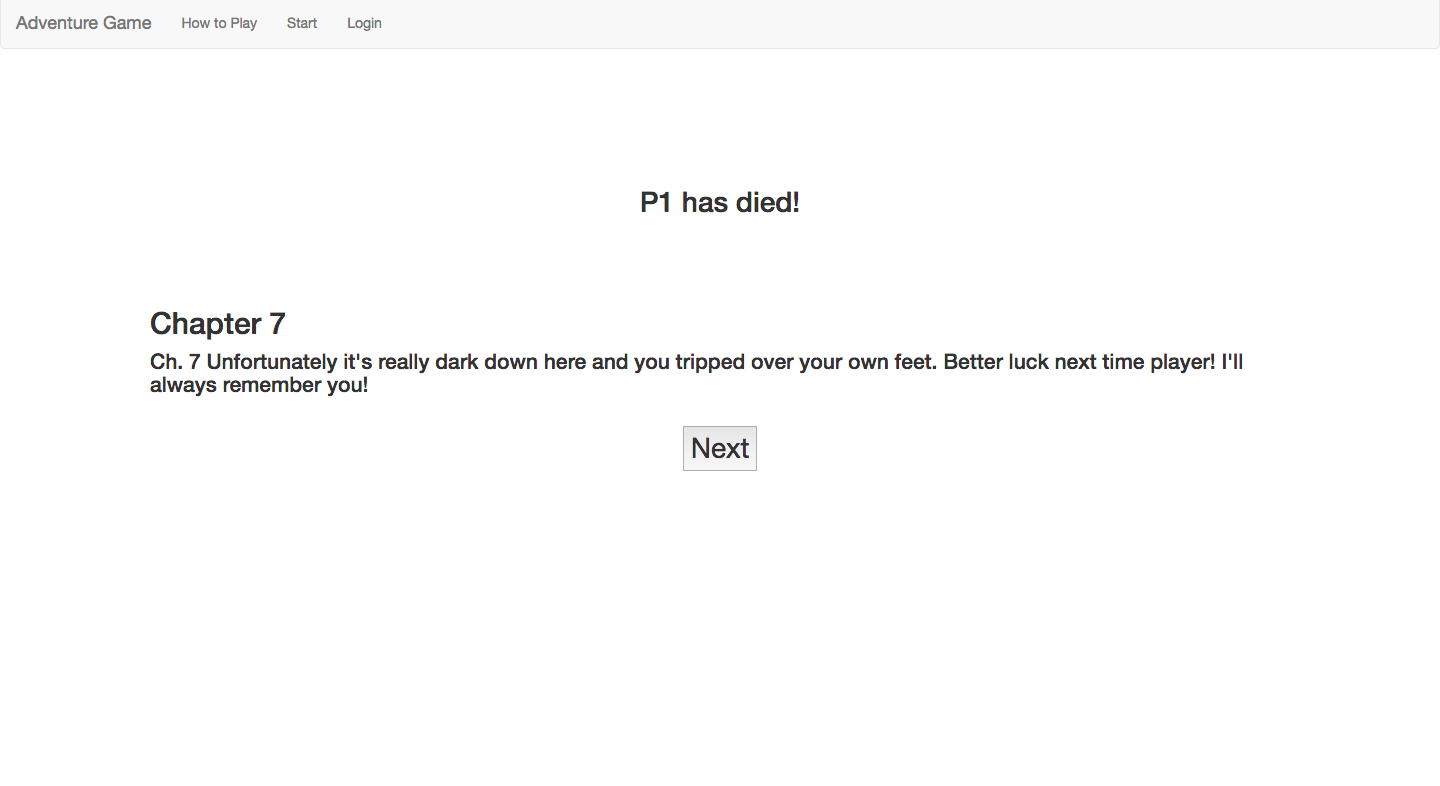 Adventure Game How to Play Start Login
P1 has died!
Chapter 7
Ch. 7 Unfortunately it's really dark down here and you tripped over your own feet. Better luck next time player! I'll
always remember you!
Next